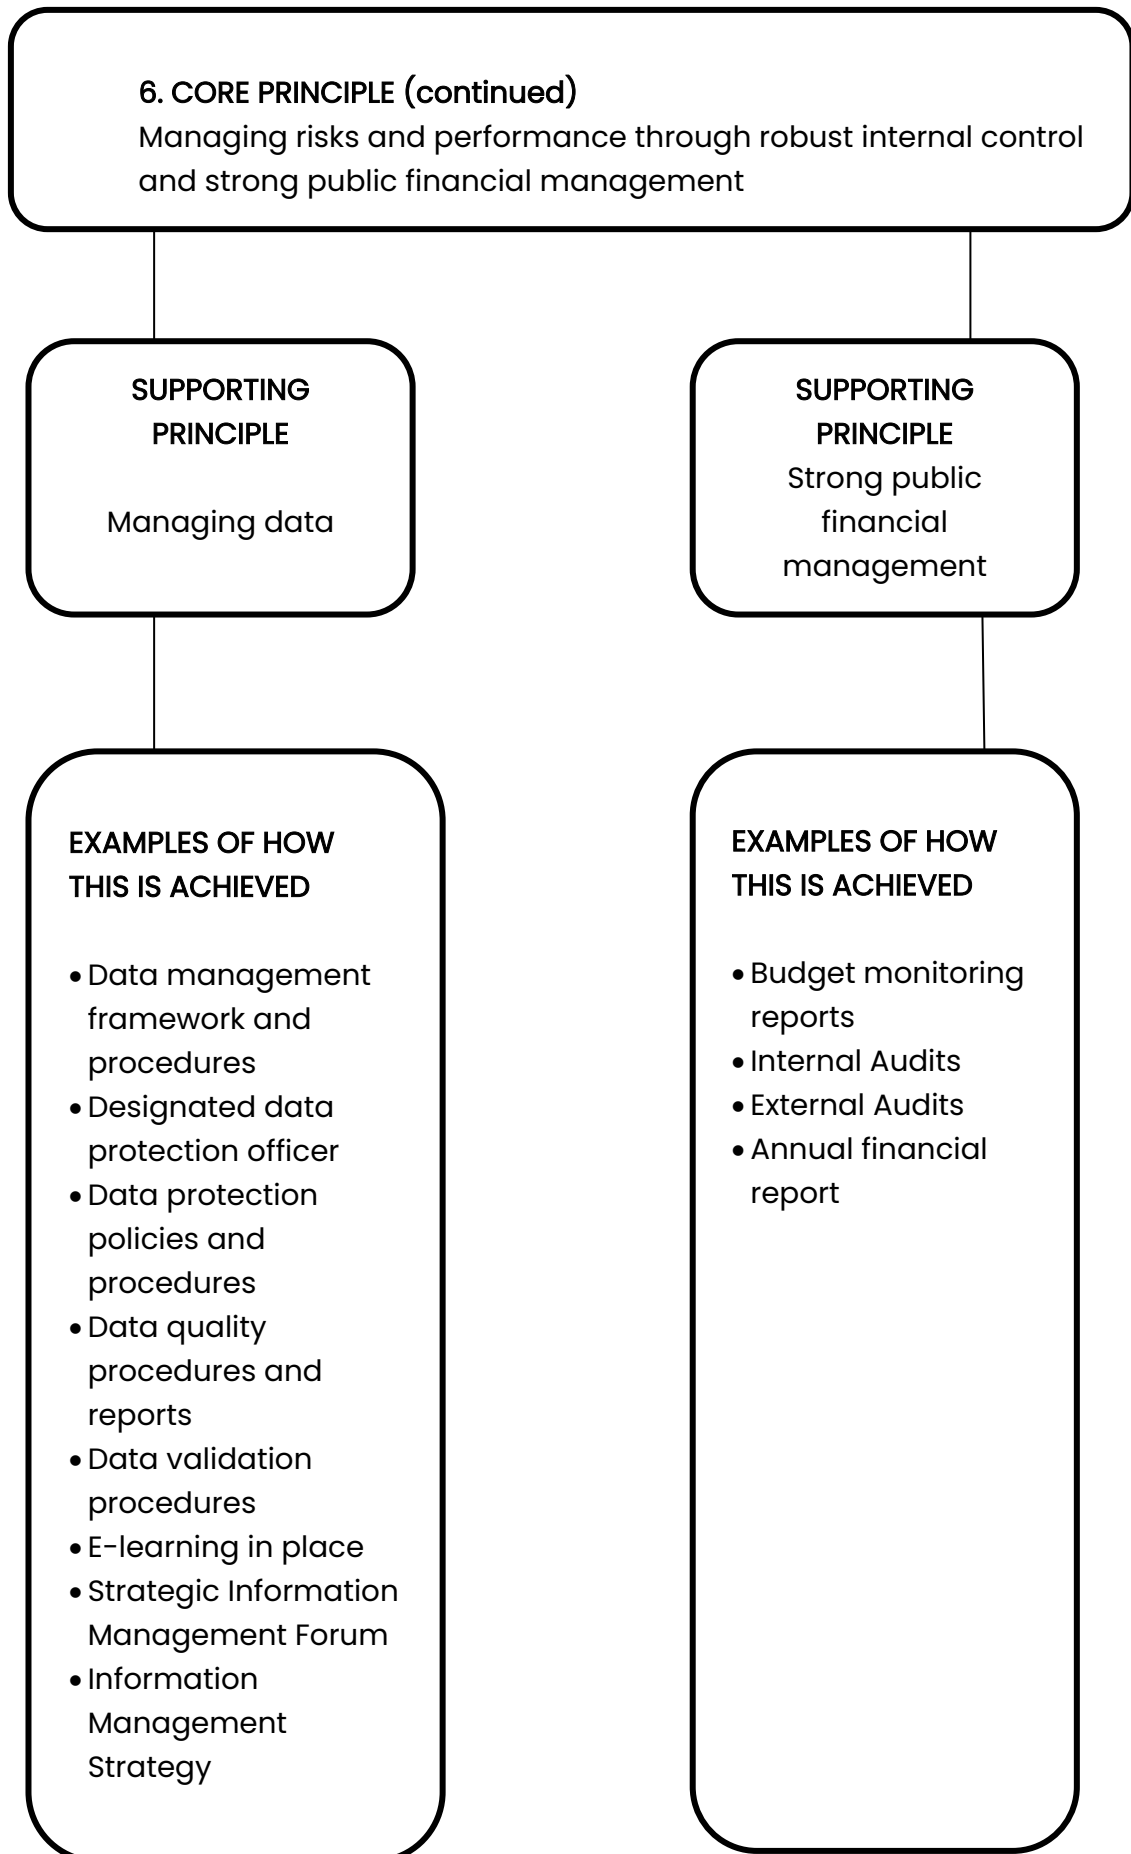 6. CORE PRINCIPLE (continued)
Managing risks and performance through robust internal control
and strong public financial management
SUPPORTING
PRINCIPLE
Managing data
SUPPORTING
PRINCIPLE
Strong public
financial
management
EXAMPLES OF HOW
THIS IS ACHIEVED
• Data management
framework and
procedures
• Designated data
protection officer
• Data protection
policies and
procedures
• Data quality
procedures and
reports
• Data validation
procedures
• E-learning in place
• Strategic Information
Management Forum
• Information
Management
Strategy
EXAMPLES OF HOW
THIS IS ACHIEVED
• Budget monitoring
reports
• Internal Audits
• External Audits
• Annual financial
report